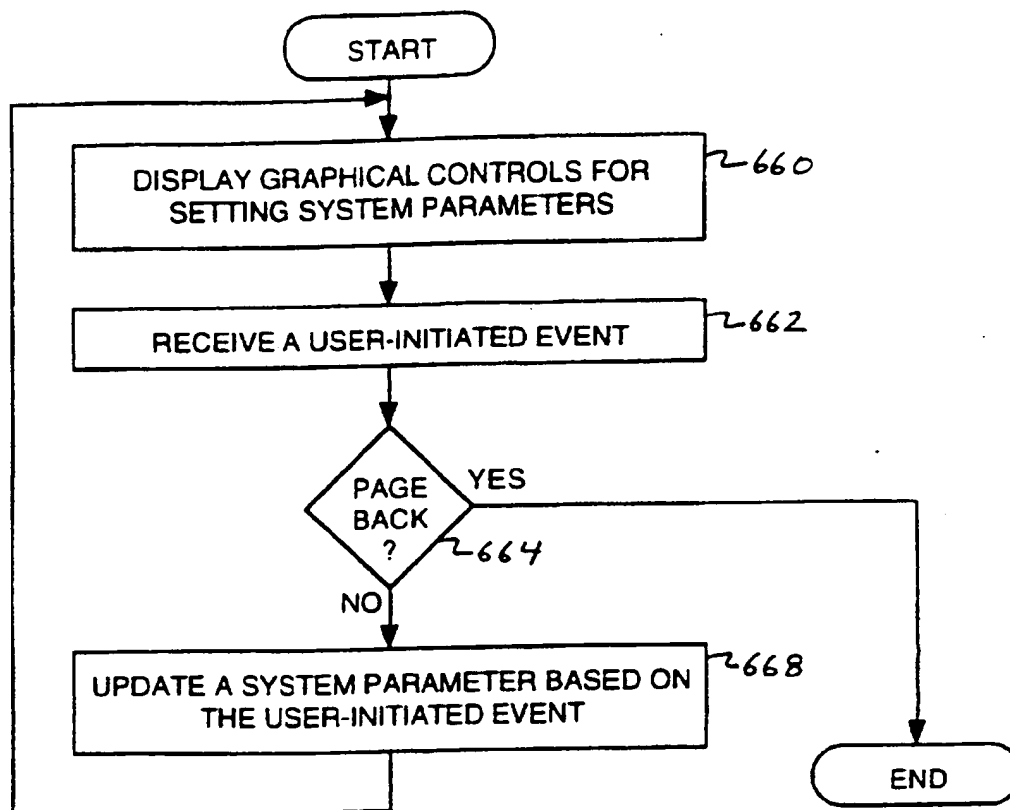 START
DISPLAY GRAPHICAL CONTROLS FOR
SETTING SYSTEM PARAMETERS
660
RECEIVE A USER-INITIATED EVENT
662
PAGE
BACK
?
YES
664
NO
UPDATE A SYSTEM PARAMETER BASED ON
THE USER-INITIATED EVENT
668
END